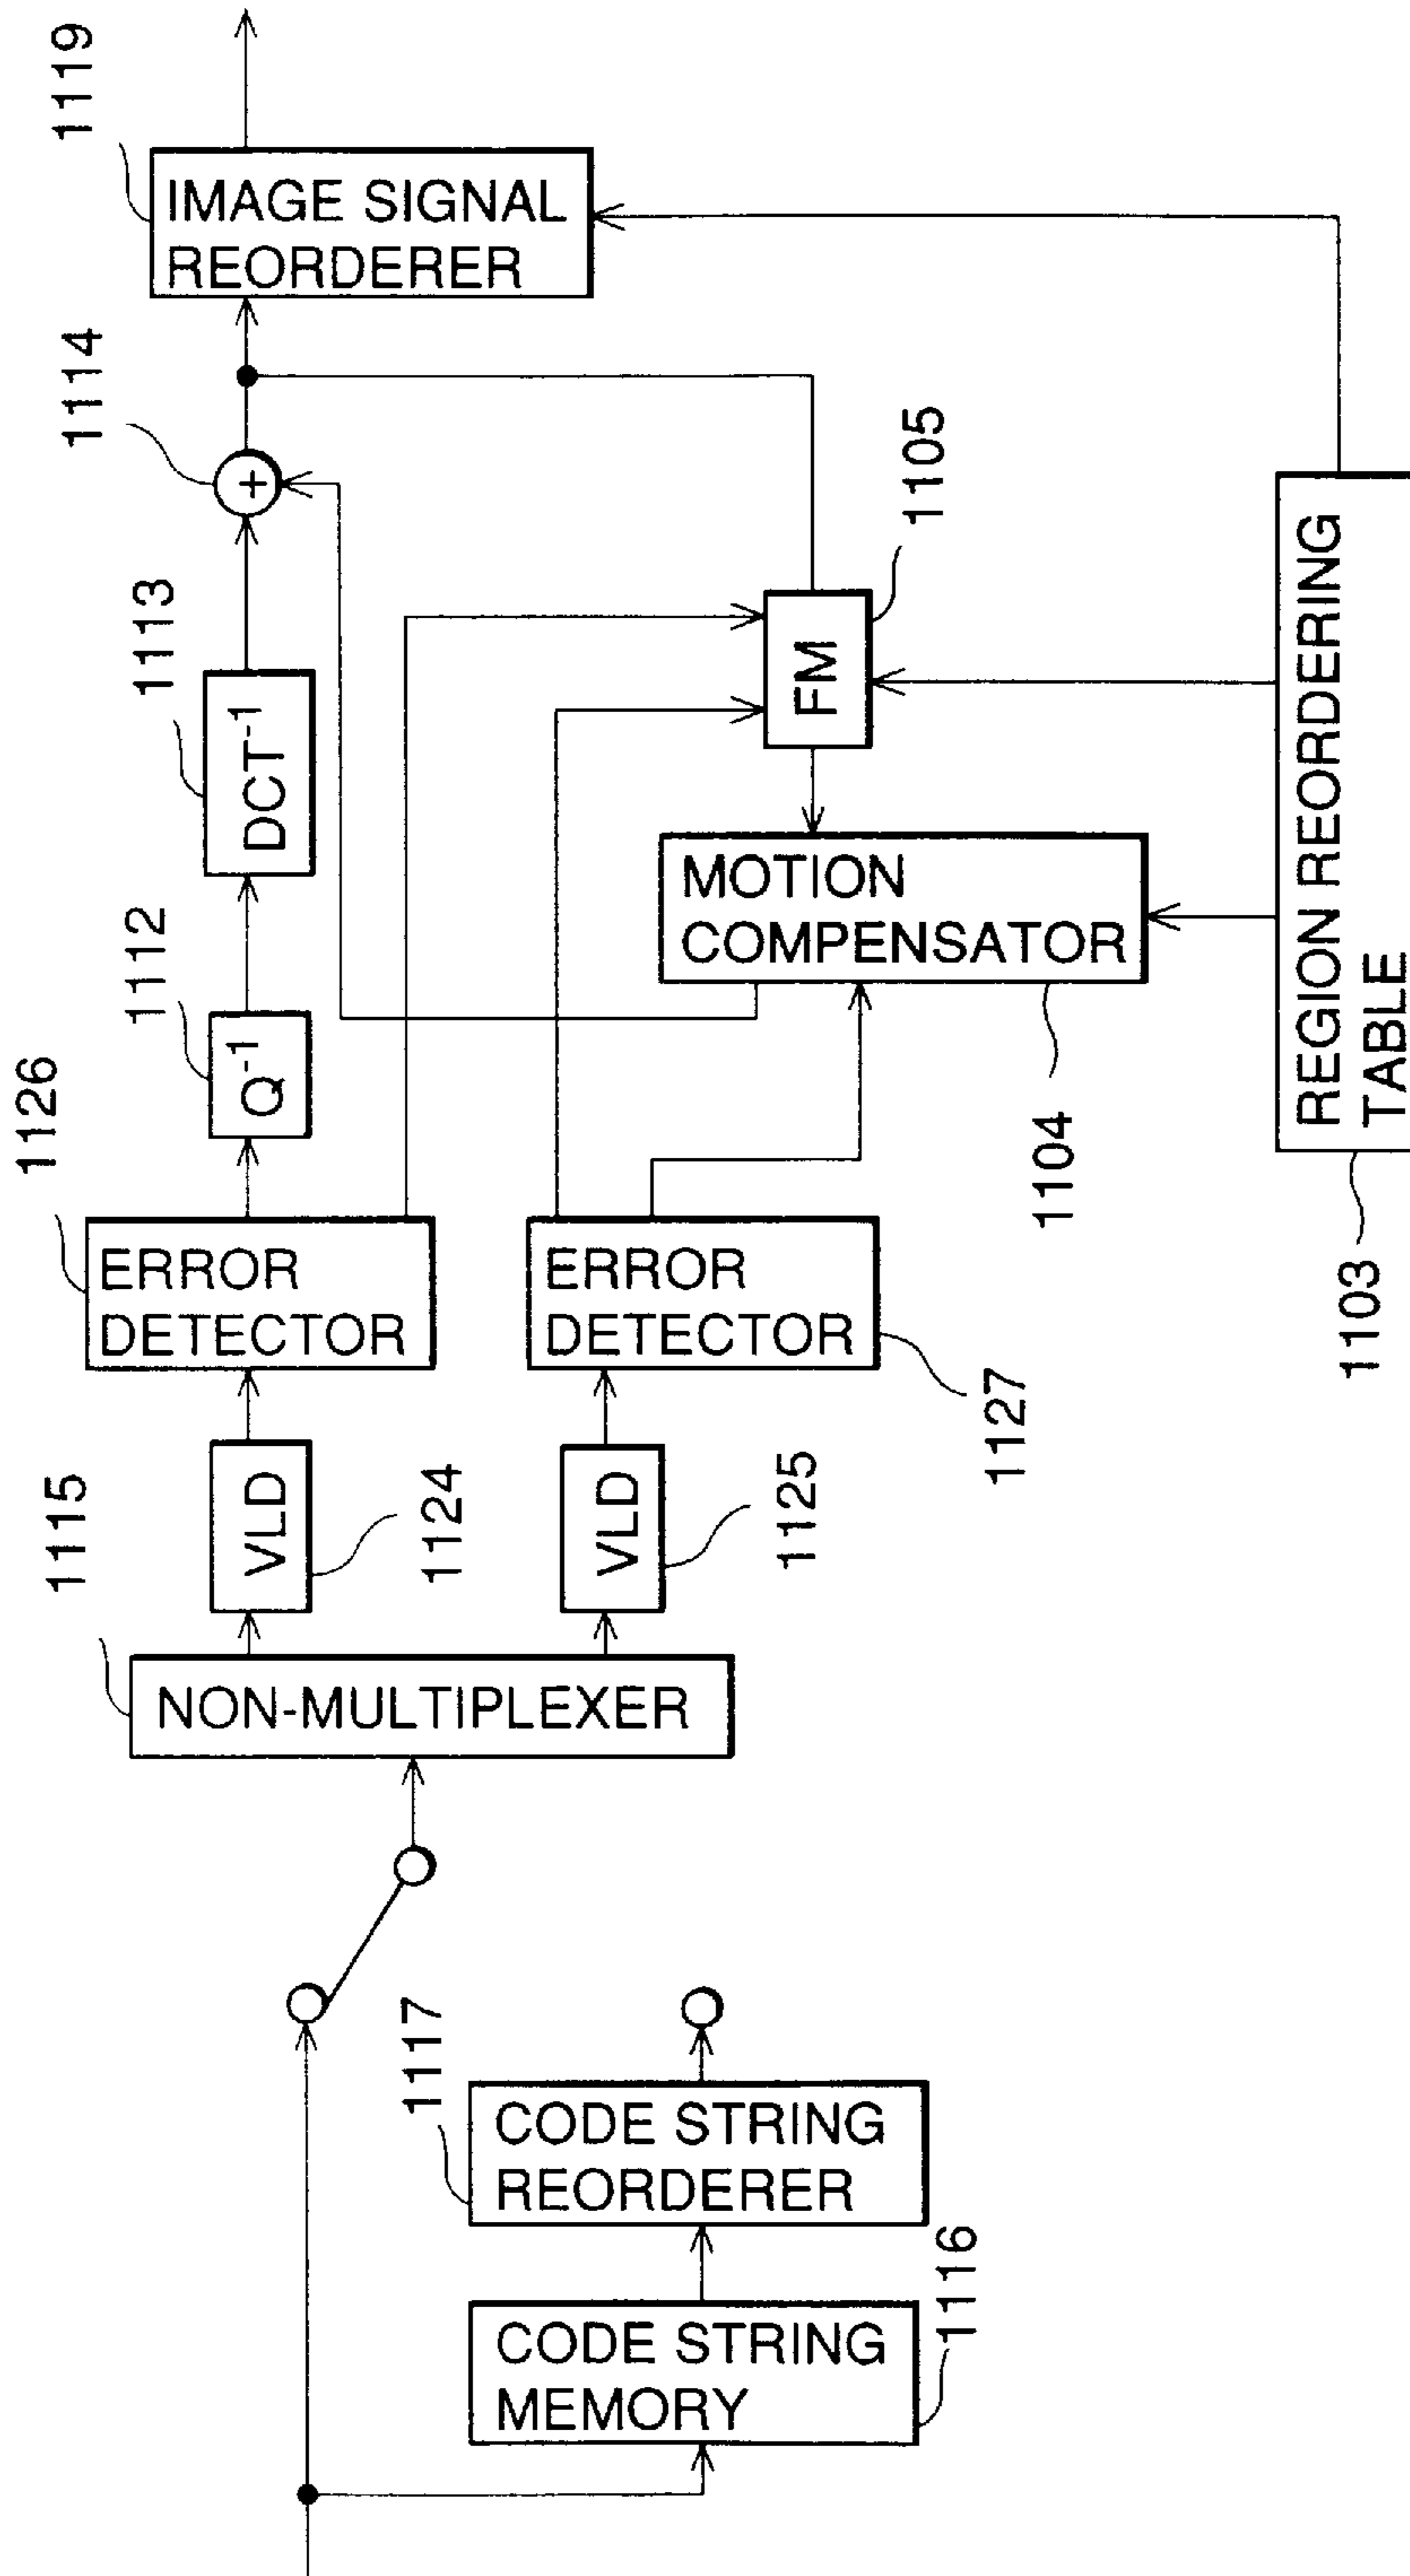 1119
IMAGE SIGNAL
REORDERER
1114
+
1113
DCT-1
1112
Q-1
1126
ERROR
DETECTOR
1115
VLD
1124
NON-MULTIPLEXER
1105
FM
MOTION
COMPENSATOR
1104
ERROR
DETECTOR
1127
VLD
1125
REGION REORDERING
TABLE
1103
1117
CODE STRING
REORDERER
CODE STRING
MEMORY
1116